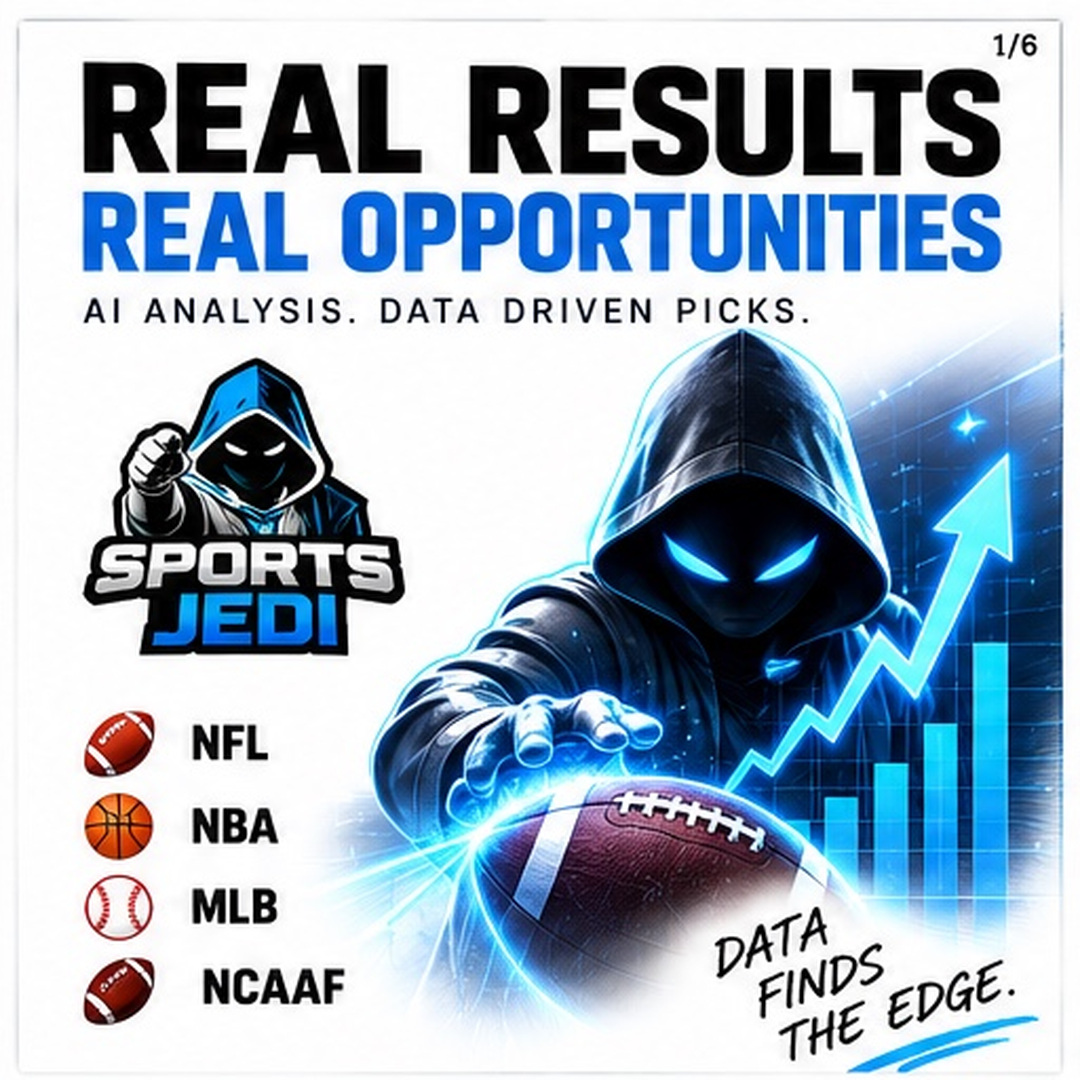 1/6
REAL RESULTS
REAL OPPORTUNITIES
AI ANALYSIS. DATA DRIVEN PICKS.
SPORTS
JEDI
NFL
NBA
MLB
NCAAF
DATA
FINDS
THE EDGE.